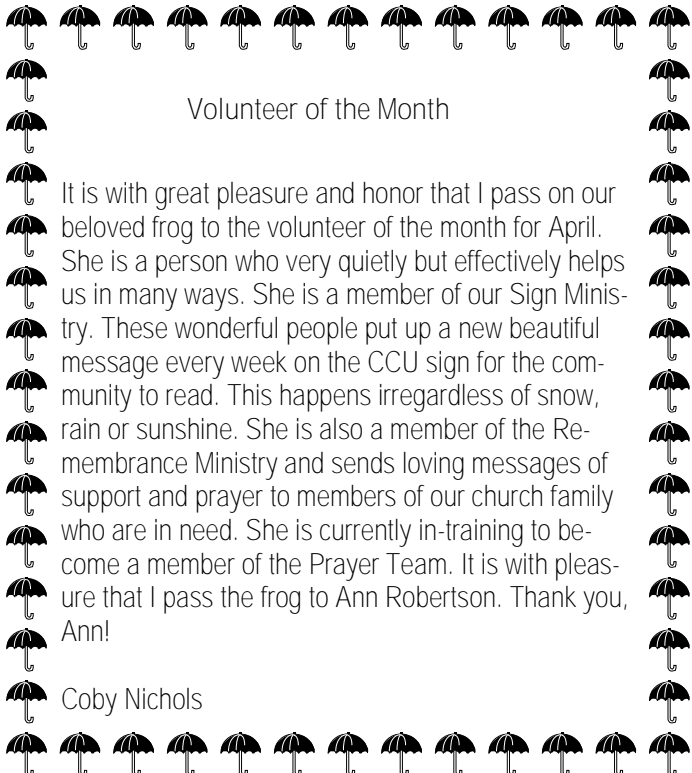 Volunteer of the Month
It is with great pleasure and honor that I pass on our
beloved frog to the volunteer of the month for April.
She is a person who very quietly but effectively helps
us in many ways. She is a member of our Sign Minis-
try. These wonderful people put up a new beautiful
message every week on the CCU sign for the com-
munity to read. This happens irregardless of snow,
rain or sunshine. She is also a member of the Re-
membrance Ministry and sends loving messages of
support and prayer to members of our church family
who are in need. She is currently in-training to be-
come a member of the Prayer Team. It is with pleas-
ure that I pass the frog to Ann Robertson. Thank you,
Ann!
Coby Nichols